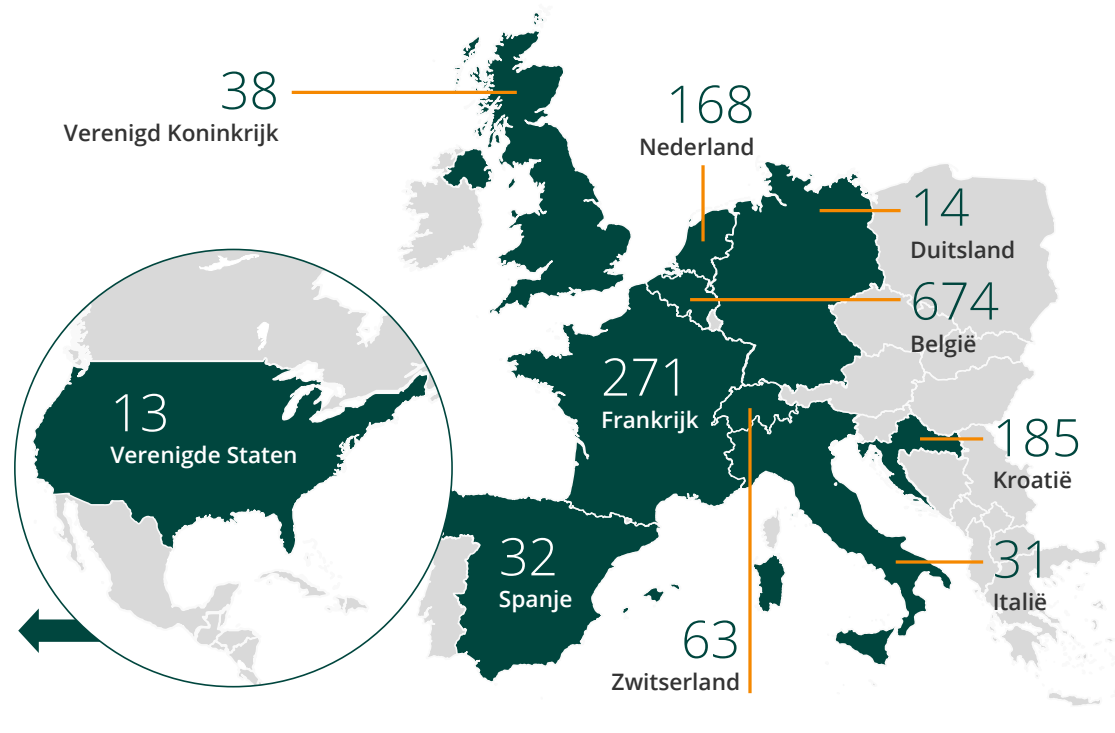 38
Verenigd Koninkrijk
168
Nederland
14
Duitsland
674
België
271
Frankrijk
13
Verenigde Staten
185
Kroatië
32
Spanje
31
Italië
63
Zwitserland